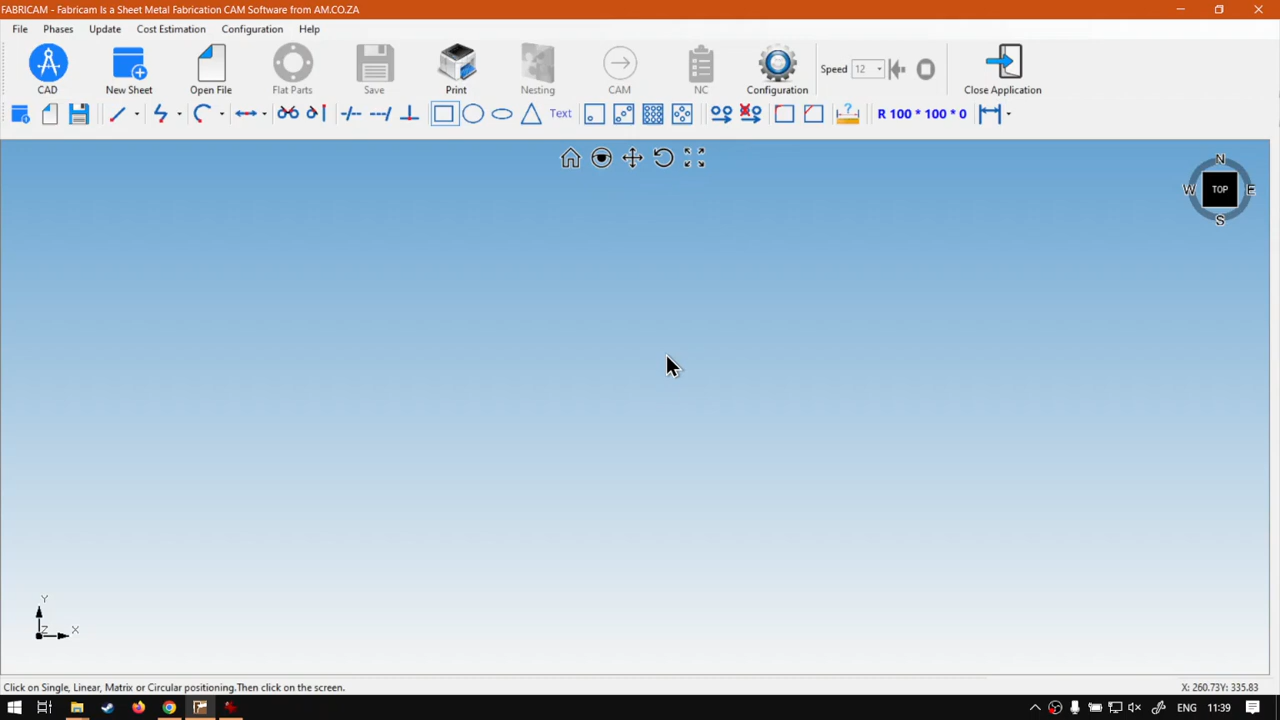 FABRICAM - Fabricam Is a Sheet Metal Fabrication CAM Software from AM.CO.ZA
File Phases Update Cost Estimation Configuration Help
CAD New Sheet Open File Flat Parts Save Print Nesting CAM NC Configuration Speed 12 Close Application
Text R 100 * 100 * 0
N
W TOP E
S
Y
Z X
Click on Single, Linear, Matrix or Circular positioning.Then click on the screen. X: 260.73Y: 335.83
ENG 11:39